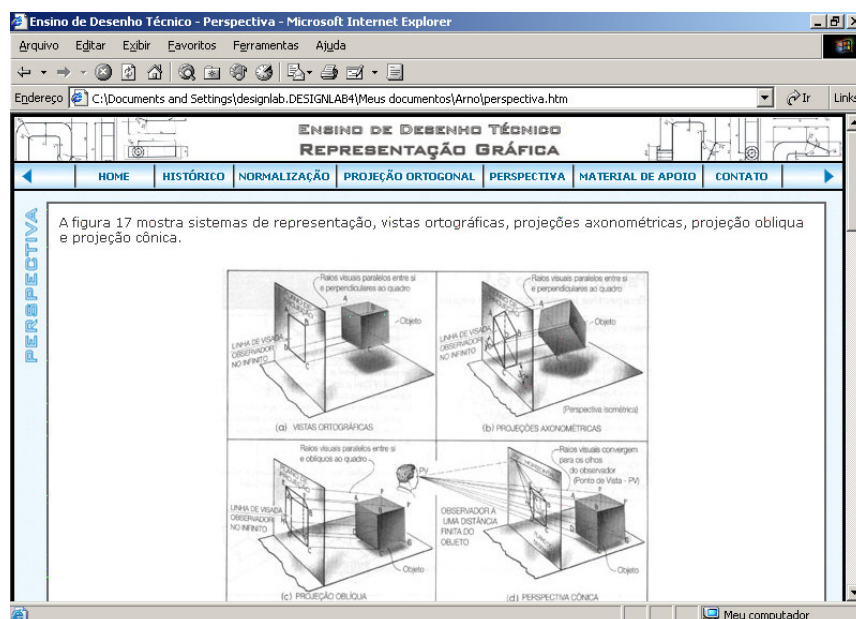 Ensino de Desenho Técnico - Perspectiva - Microsoft Internet Explorer
Arquivo Editar Exibir Favoritos Ferramentas Ajuda
Endereço C:\Documents and Settings\designlab.DESIGNLAB4\Meus documentos\Arno\perspectiva.htm Ir Links
ENSINO DE DESENHO TÉCNICO
REPRESENTAÇÃO GRÁFICA
HOME HISTÓRICO NORMALIZAÇÃO PROJEÇÃO ORTOGONAL PERSPECTIVA MATERIAL DE APOIO CONTATO
PERSPECTIVA
A figura 17 mostra sistemas de representação, vistas ortográficas, projeções axonométricas, projeção obliqua
e projeção cônica.
Raios visuais paralelos entre si
e perpendiculares ao quadro
PLANO DE
PROJEÇÃO
Objeto
LINHA DE VISADA
OBSERVADOR
NO INFINITO
(a) VISTAS ORTOGRÁFICAS
Raios visuais paralelos entre si
e perpendiculares ao quadro
Objeto
LINHA DE VISADA
OBSERVADOR
NO INFINITO
(Perspectiva isométrica)
(b) PROJEÇÕES AXONOMÉTRICAS
Raios visuais paralelos entre si
e oblíquos ao quadro
PLANO DE
PROJEÇÃO
PV
LINHA DE VISADA
OBSERVADOR
NO INFINITO
Objeto
(c) PROJEÇÃO OBLÍQUA
Raios visuais convergem
para os olhos
do observador
(Ponto de Vista - PV)
OBSERVADOR A
UMA DISTÂNCIA
FINITA DO
OBJETO
Objeto
(d) PERSPECTIVA CÔNICA
Meu computador